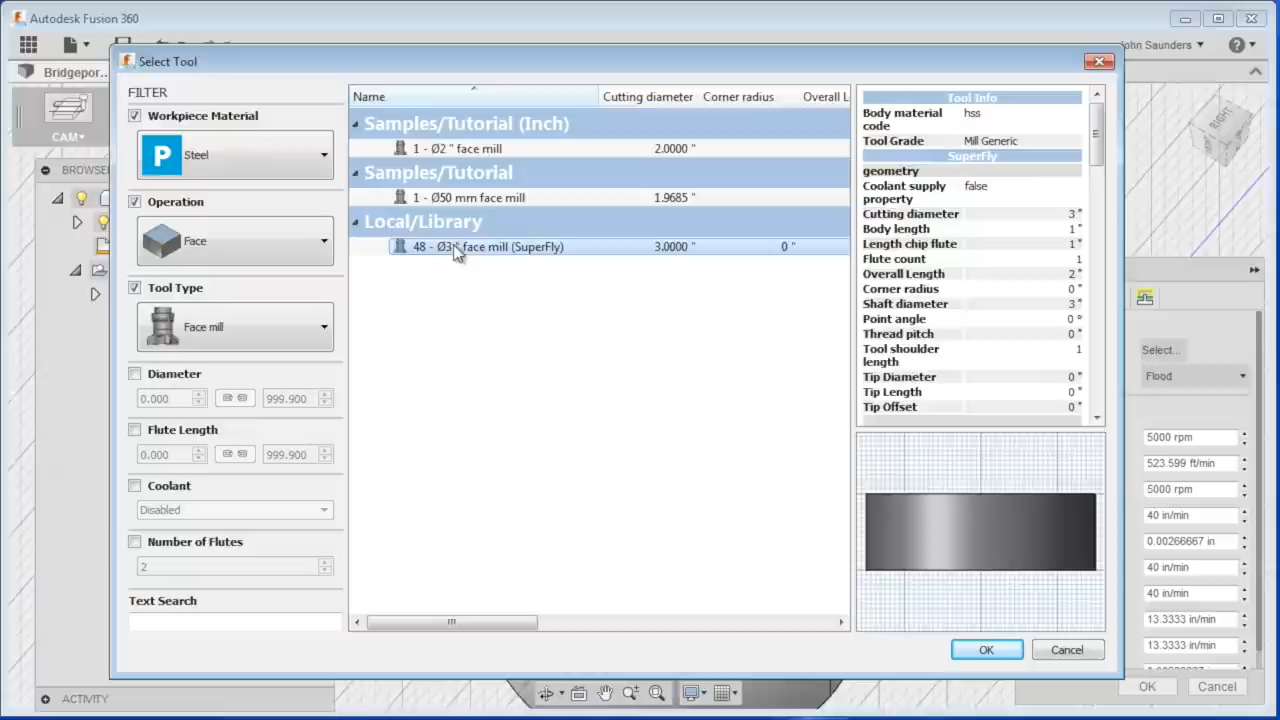 Autodesk Fusion 360
John Saunders
Bridgepor...
CAM
BROWSE
Select Tool
FILTER
Workpiece Material
P
Steel
Operation
Face
Tool Type
Face mill
Diameter
0.000
999.900
Flute Length
0.000
999.900
Coolant
Disabled
Number of Flutes
2
Text Search
Name Cutting diameter Corner radius Overall L
Samples/Tutorial (Inch)
1 - Ø2 " face mill 2.0000 "
Samples/Tutorial
1 - Ø50 mm face mill 1.9685 "
Local/Library
48 - Ø3 " face mill (SuperFly) 3.0000 " 0 "
Tool Info
Body material code hss
Tool Grade Mill Generic
SuperFly
geometry
Coolant supply property false
Cutting diameter 3 "
Body length 1 "
Length chip flute 1 "
Flute count 1
Overall Length 2 "
Corner radius 0 "
Shaft diameter 3 "
Point angle 0 º
Thread pitch 0 "
Tool shoulder length 1
Tip Diameter 0 "
Tip Length 0 "
Tip Offset 0 "
OK
Cancel
RIGHT
Select...
Flood
5000 rpm
523.599 ft/min
5000 rpm
40 in/min
0.00266667 in
40 in/min
40 in/min
13.3333 in/min
13.3333 in/min
OK
Cancel
ACTIVITY